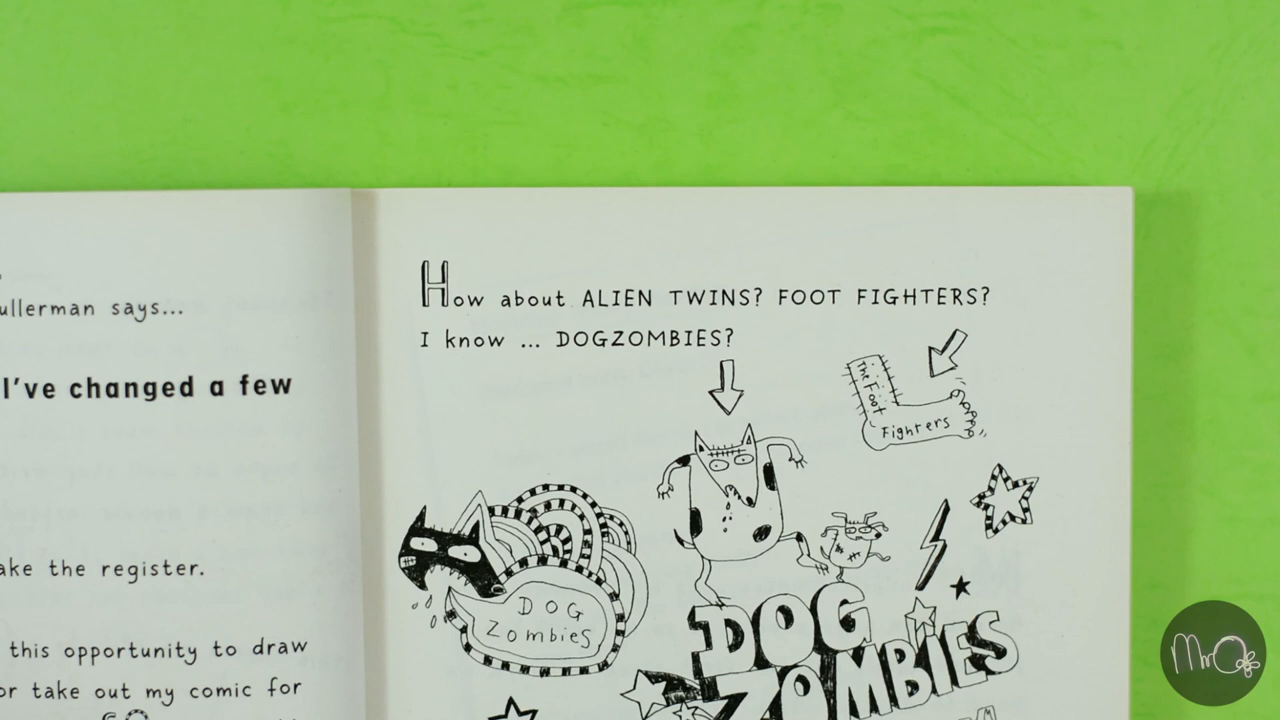 ullerman says...
I've changed a few
ake the register.
this opportunity to draw
or take out my comic for
How about ALIEN TWINS? FOOT FIGHTERS?
I know ... DOGZOMBIES?
The Foot
Fighters
DOG
Zombies
DOG
ZOMBIES
MrO